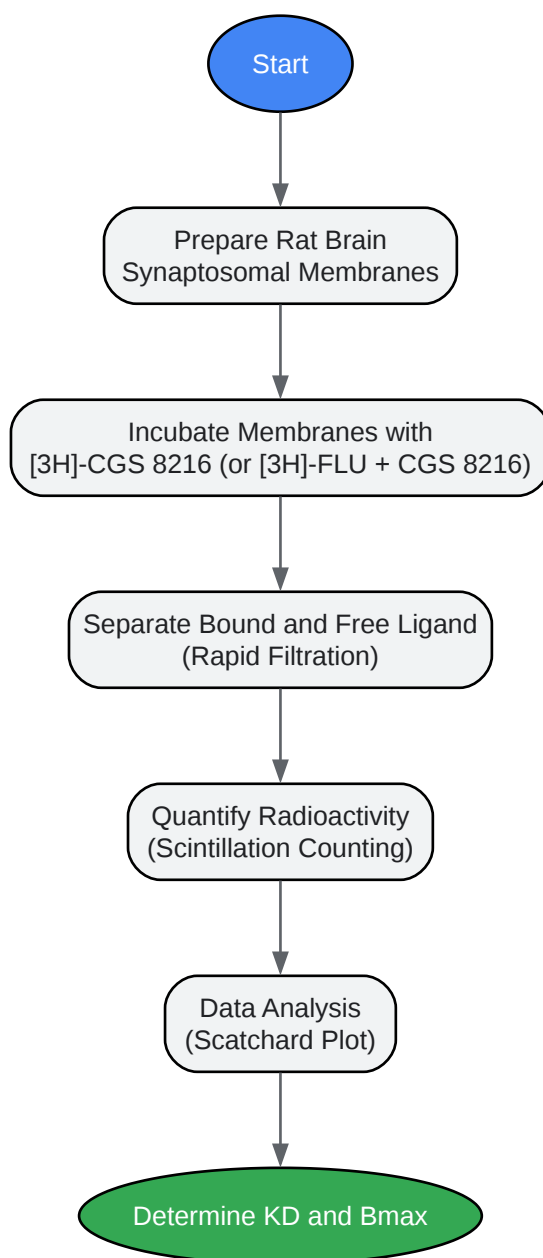 Start
Prepare Rat Brain
Synaptosomal Membranes
Incubate Membranes with
[3H]-CGS 8216 (or [3H]-FLU + CGS 8216)
Separate Bound and Free Ligand
(Rapid Filtration)
Quantify Radioactivity
(Scintillation Counting)
Data Analysis
(Scatchard Plot)
Determine KD and Bmax